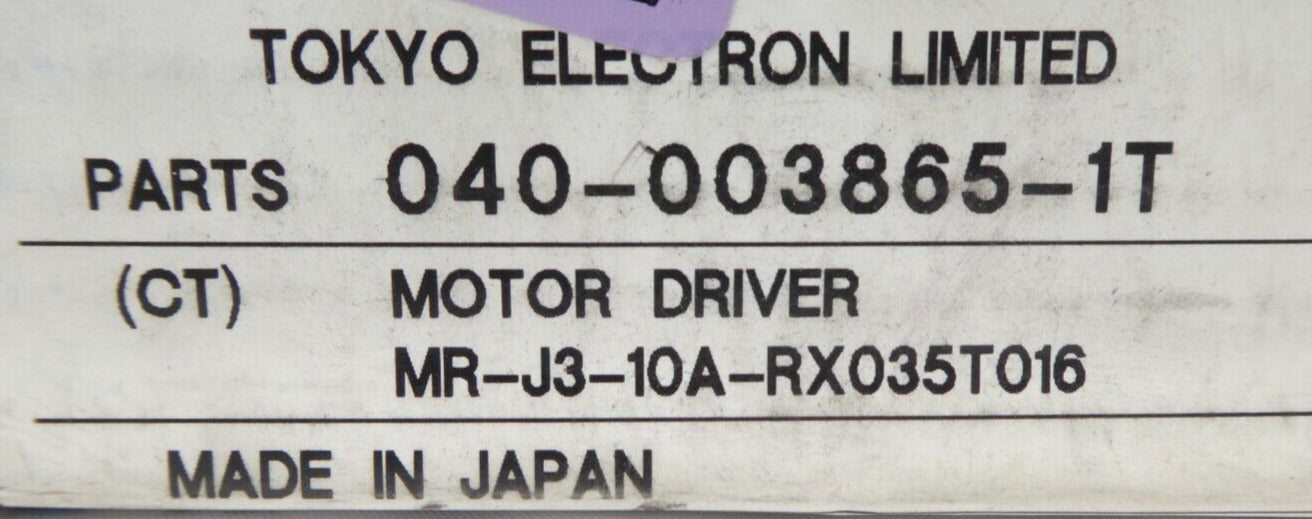 TOKYO ELECTRON LIMITED
PARTS 040-003865-1T
(CT) MOTOR DRIVER
MR-J3-10A-RX035T016
MADE IN JAPAN